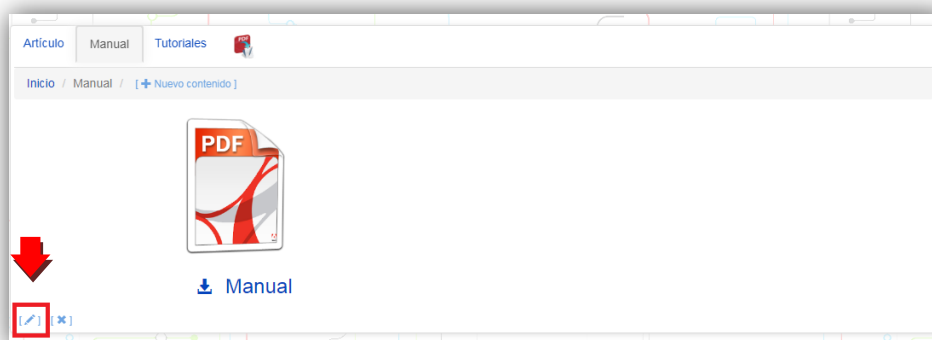 Artículo Manual Tutoriales PDF
Inicio / Manual / [ + Nuevo contenido ]
PDF
Manual
[ ] [ ]